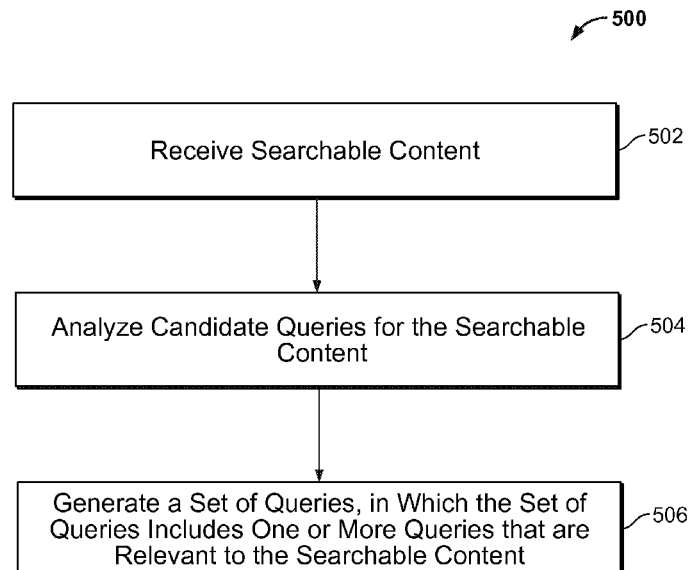 500
Receive Searchable Content
502
Analyze Candidate Queries for the Searchable
Content
504
Generate a Set of Queries, in Which the Set of
Queries Includes One or More Queries that are
Relevant to the Searchable Content
506